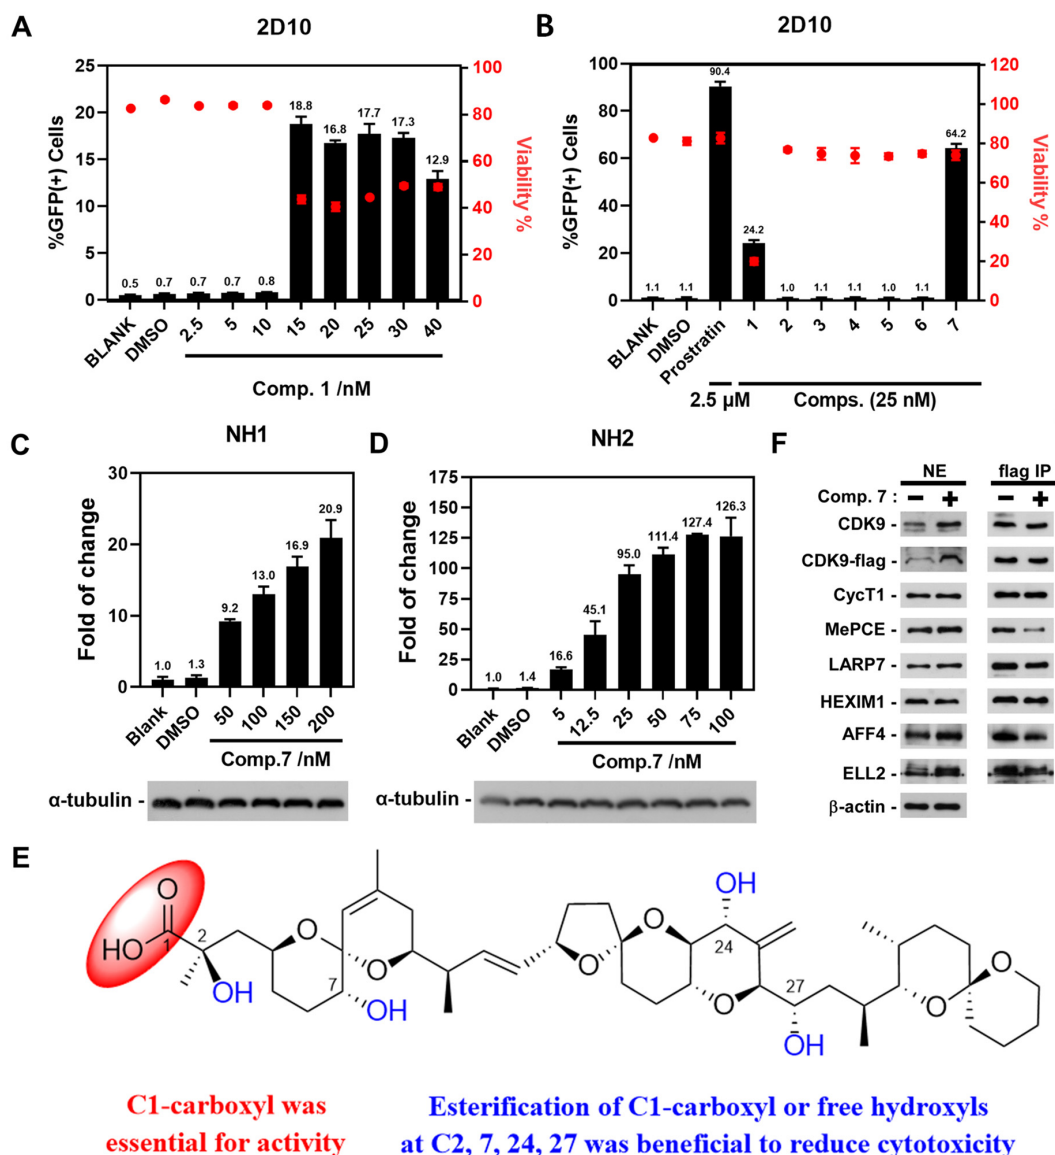 A
2D10
%GFP(+) Cells
25
20
15
10
5
0
100
80
60
40
20
0
Viability %
0.5
0.7
0.7
0.7
0.8
18.8
16.8
17.7
17.3
12.9
BLANK
DMSO
2.5
5
10
15
20
25
30
40
Comp. 1 /nM
B
2D10
%GFP(+) Cells
100
80
60
40
20
0
120
100
80
60
40
20
0
Viability %
1.1
1.1
90.4
24.2
1.0
1.1
1.1
1.0
1.1
64.2
BLANK
DMSO
Prostratin
1
2
3
4
5
6
7
2.5 μM
Comps. (25 nM)
C
NH1
Fold of change
30
20
10
0
1.0
1.3
9.2
13.0
16.9
20.9
Blank
DMSO
50
100
150
200
Comp.7 /nM
α-tubulin -
D
NH2
Fold of change
175
150
125
100
75
50
25
0
1.0
1.4
16.6
45.1
95.0
111.4
127.4
126.3
Blank
DMSO
5
12.5
25
50
75
100
Comp.7 /nM
α-tubulin -
F
NE flag IP
Comp. 7 : − + − +
CDK9 -
CDK9-flag -
CycT1 -
MePCE -
LARP7 -
HEXIM1 -
AFF4 -
ELL2 -
β-actin -
E
O
HO
1
2
OH
O
O
7
OH
O
O
OH
24
O
27
OH
O
O
C1-carboxyl was
essential for activity
Esterification of C1-carboxyl or free hydroxyls
at C2, 7, 24, 27 was beneficial to reduce cytotoxicity